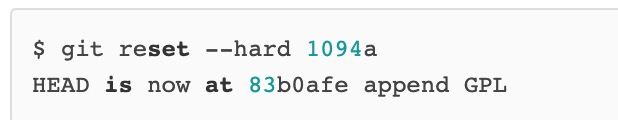 $ git reset --hard 1094a
HEAD is now at 83b0afe append GPL